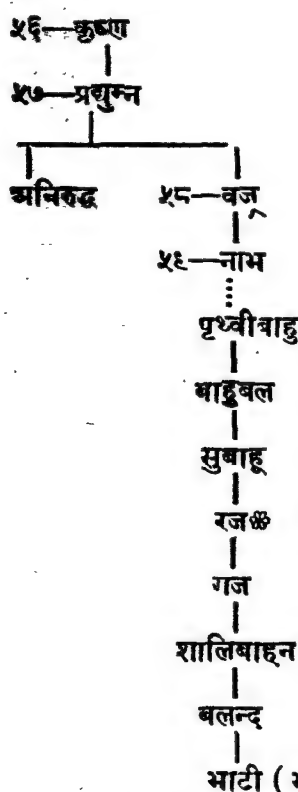 ५६—कृष्ण
५७—प्रद्युम्न
अनिरुद्ध ५८—वज्र
५९—नाभ
पृथ्वीबाहु
बाहुबल
सुबाहू
रज❀
गज
शालिबाहन
बलन्द
भाटी (